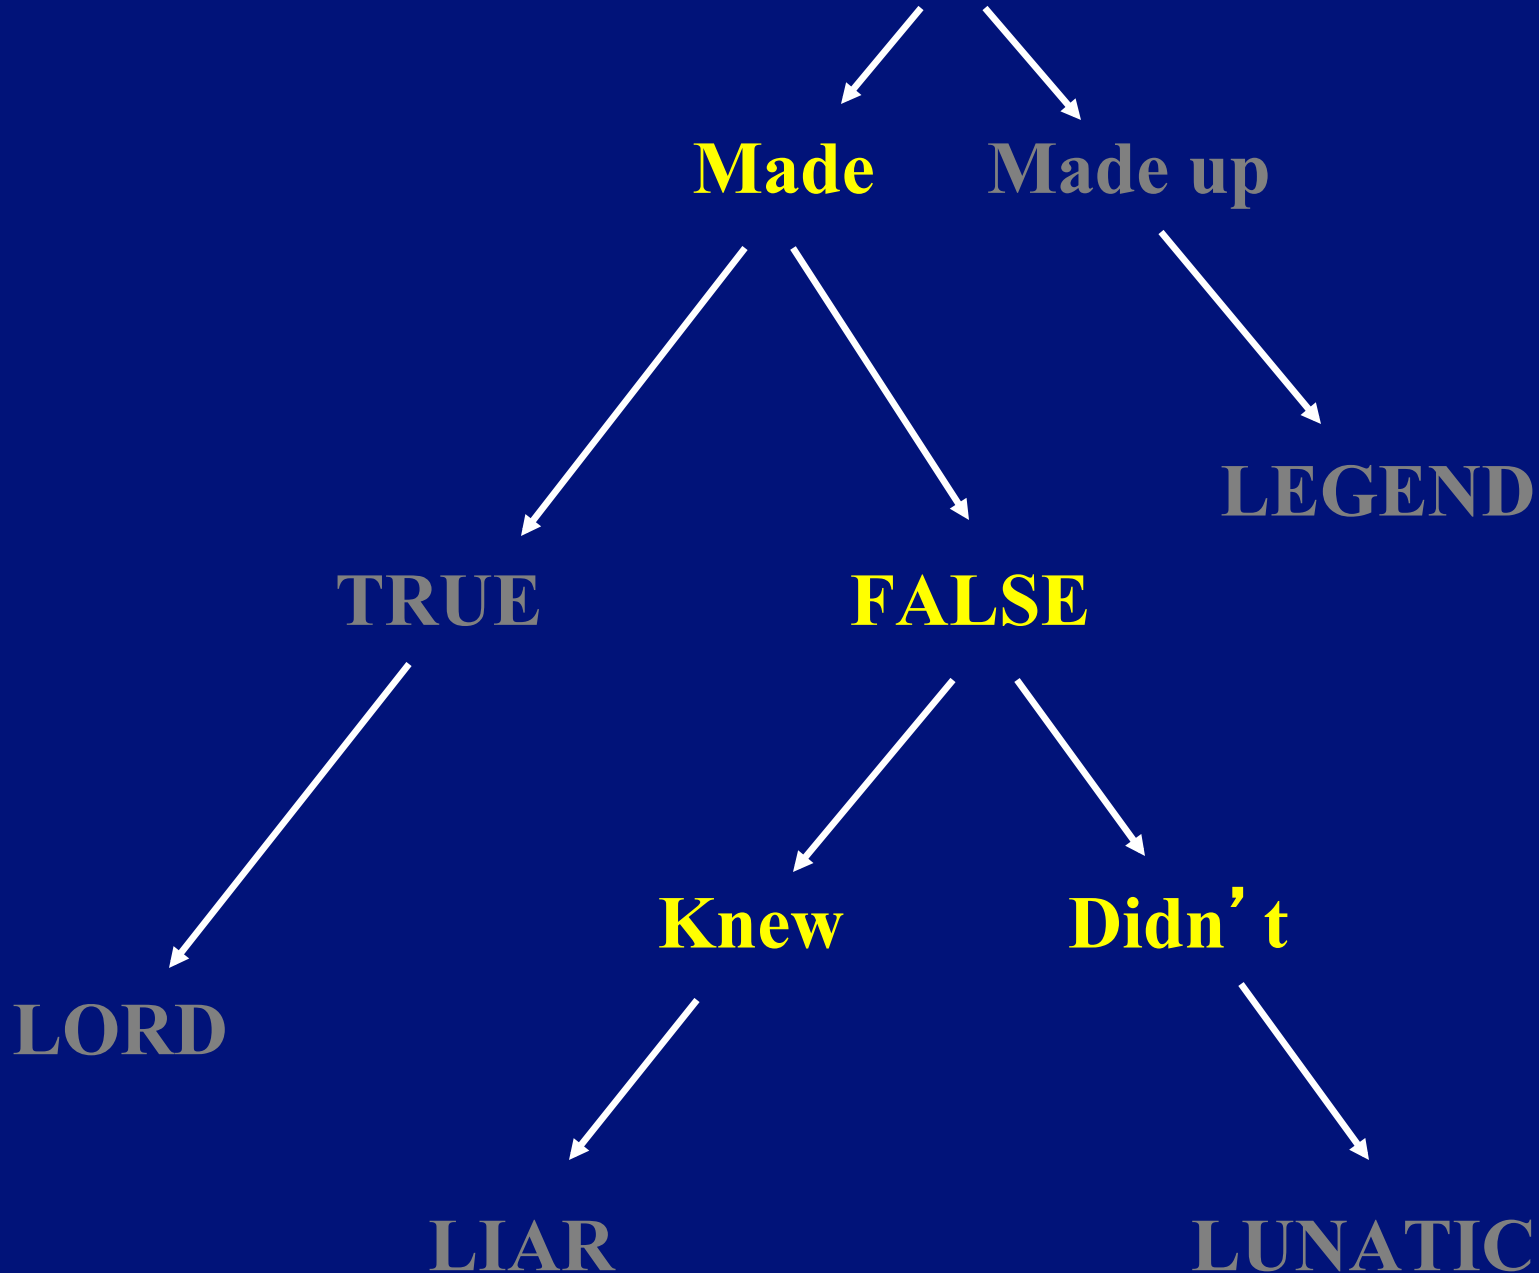 Made Made up
LEGEND
TRUE FALSE
Knew Didn’t
LORD
LIAR LUNATIC